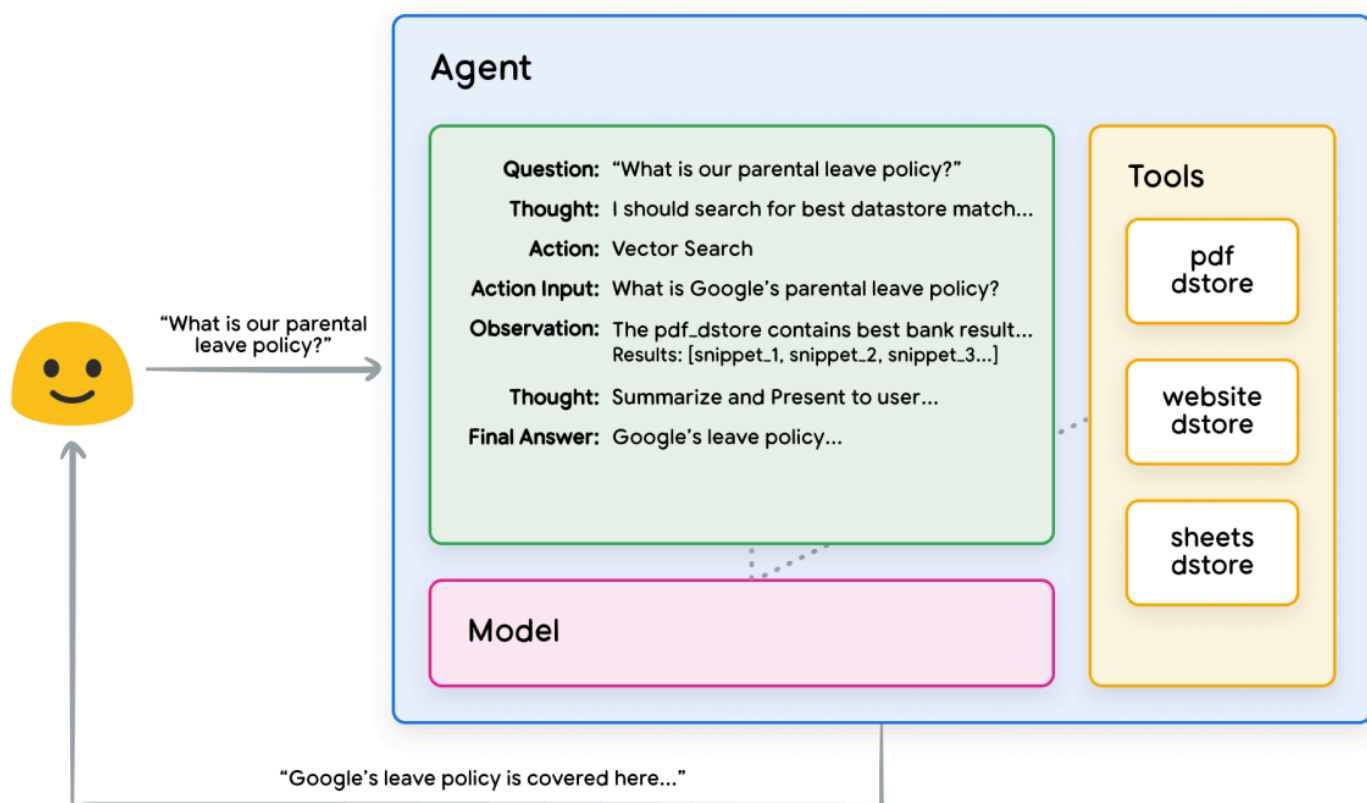 Agent
Question: “What is our parental leave policy?”
Thought: I should search for best datastore match...
Action: Vector Search
Action Input: What is Google’s parental leave policy?
Observation: The pdf_dstore contains best bank result...
Results: [snippet_1, snippet_2, snippet_3...]
Thought: Summarize and Present to user...
Final Answer: Google’s leave policy...
Tools
pdf
dstore
website
dstore
sheets
dstore
“What is our parental
leave policy?”
Model
“Google’s leave policy is covered here...”